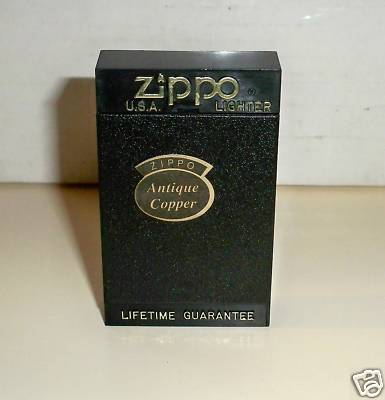 Zippo®
U.S.A. LIGHTER
ZIPPO
Antique
Copper
LIFETIME GUARANTEE